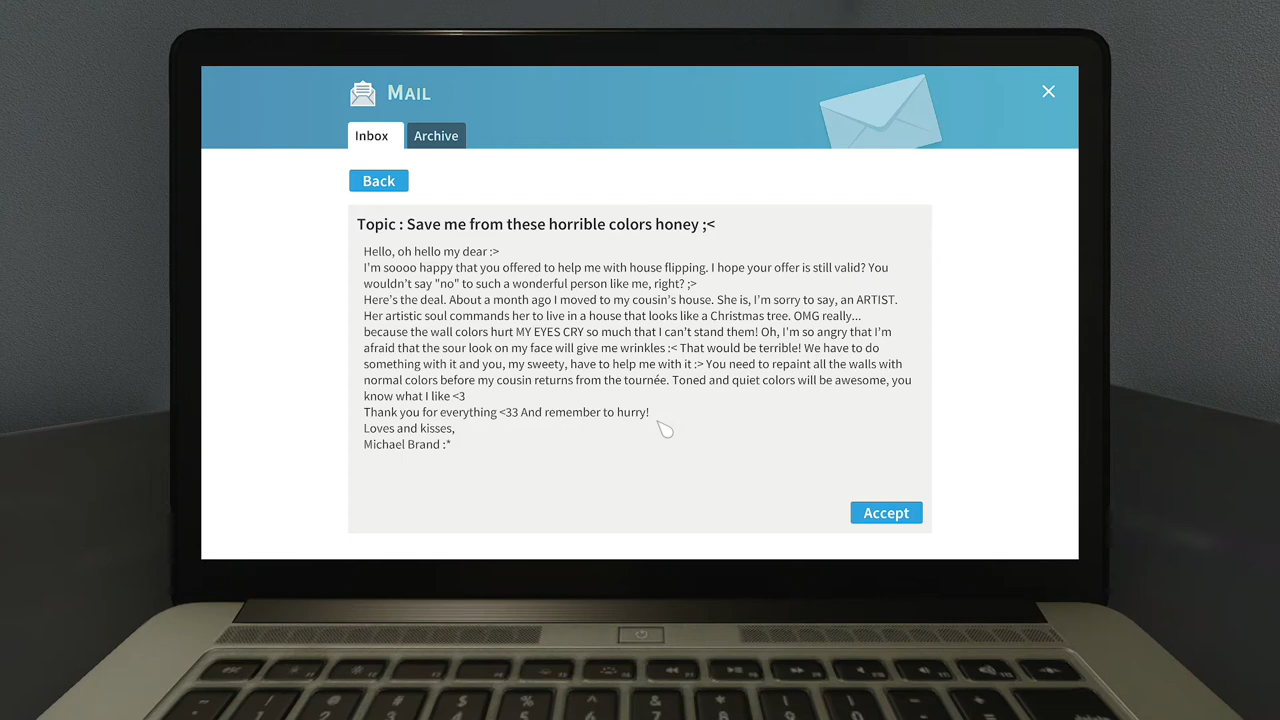 MAIL
Inbox
Archive
Back
Topic : Save me from these horrible colors honey ;<
Hello, oh hello my dear :>
I'm soooo happy that you offered to help me with house flipping. I hope your offer is still valid? You
wouldn't say "no" to such a wonderful person like me, right? ;>
Here's the deal. About a month ago I moved to my cousin's house. She is, I'm sorry to say, an ARTIST.
Her artistic soul commands her to live in a house that looks like a Christmas tree. OMG really...
because the wall colors hurt MY EYES CRY so much that I can't stand them! Oh, I'm so angry that I'm
afraid that the sour look on my face will give me wrinkles :< That would be terrible! We have to do
something with it and you, my sweety, have to help me with it :> You need to repaint all the walls with
normal colors before my cousin returns from the tournée. Toned and quiet colors will be awesome, you
know what I like <3
Thank you for everything <33 And remember to hurry!
Loves and kisses,
Michael Brand :*
Accept